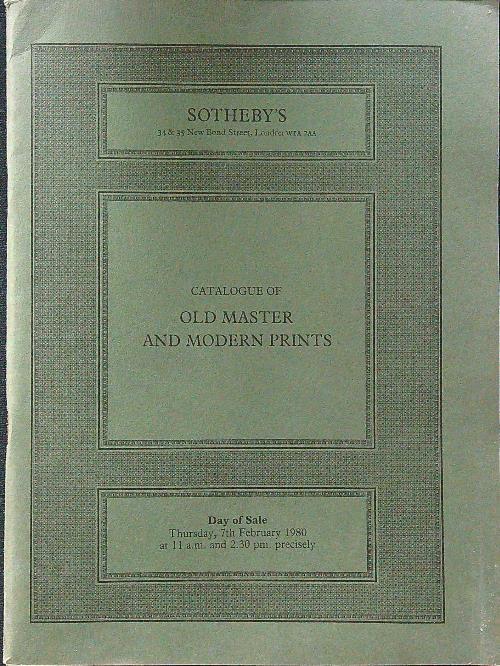 SOTHEBY'S
34 & 35 New Bond Street, London W1A 2AA
CATALOGUE OF
OLD MASTER
AND MODERN PRINTS
Day of Sale
Thursday, 7th February 1980
at 11 a.m. and 2.30 pm. precisely